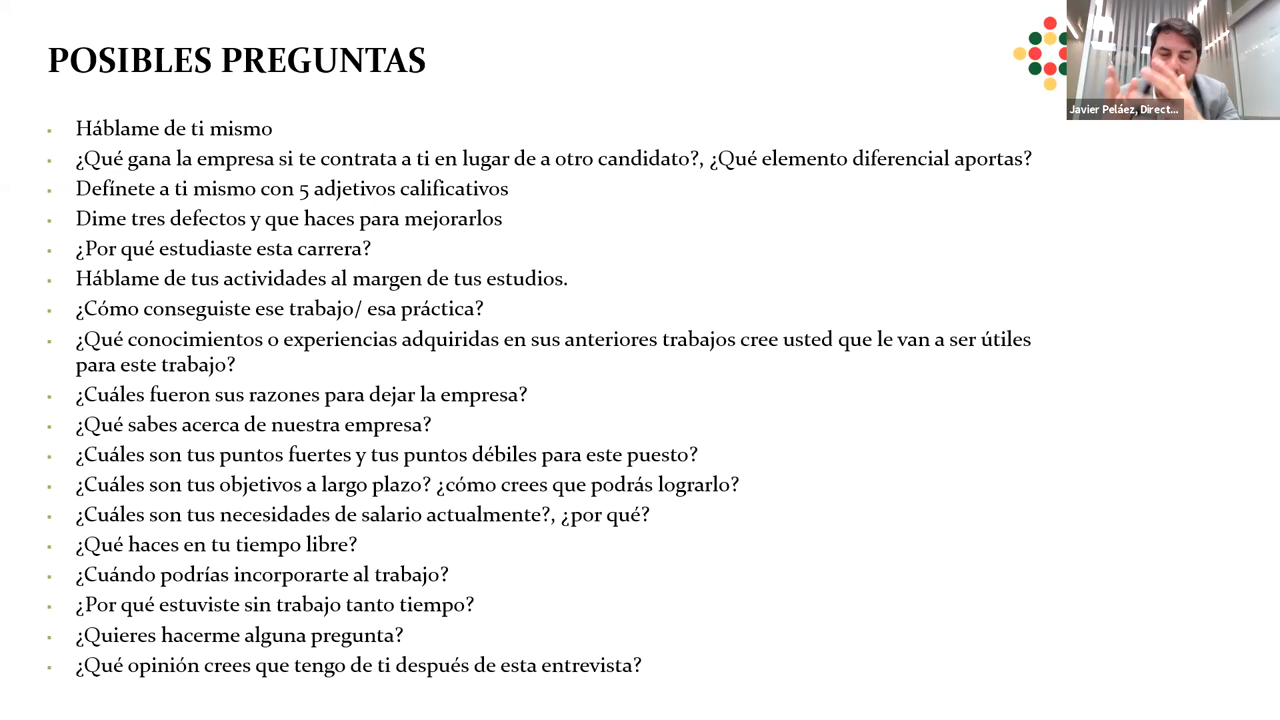 POSIBLES PREGUNTAS
Javier Peláez, Direct...
Háblame de ti mismo
¿Qué gana la empresa si te contrata a ti en lugar de a otro candidato?, ¿Qué elemento diferencial aportas?
Defínete a ti mismo con 5 adjetivos calificativos
Dime tres defectos y que haces para mejorarlos
¿Por qué estudiaste esta carrera?
Háblame de tus actividades al margen de tus estudios.
¿Cómo conseguiste ese trabajo/ esa práctica?
¿Qué conocimientos o experiencias adquiridas en sus anteriores trabajos cree usted que le van a ser útiles
para este trabajo?
¿Cuáles fueron sus razones para dejar la empresa?
¿Qué sabes acerca de nuestra empresa?
¿Cuáles son tus puntos fuertes y tus puntos débiles para este puesto?
¿Cuáles son tus objetivos a largo plazo? ¿cómo crees que podrás lograrlo?
¿Cuáles son tus necesidades de salario actualmente?, ¿por qué?
¿Qué haces en tu tiempo libre?
¿Cuándo podrías incorporarte al trabajo?
¿Por qué estuviste sin trabajo tanto tiempo?
¿Quieres hacerme alguna pregunta?
¿Qué opinión crees que tengo de ti después de esta entrevista?